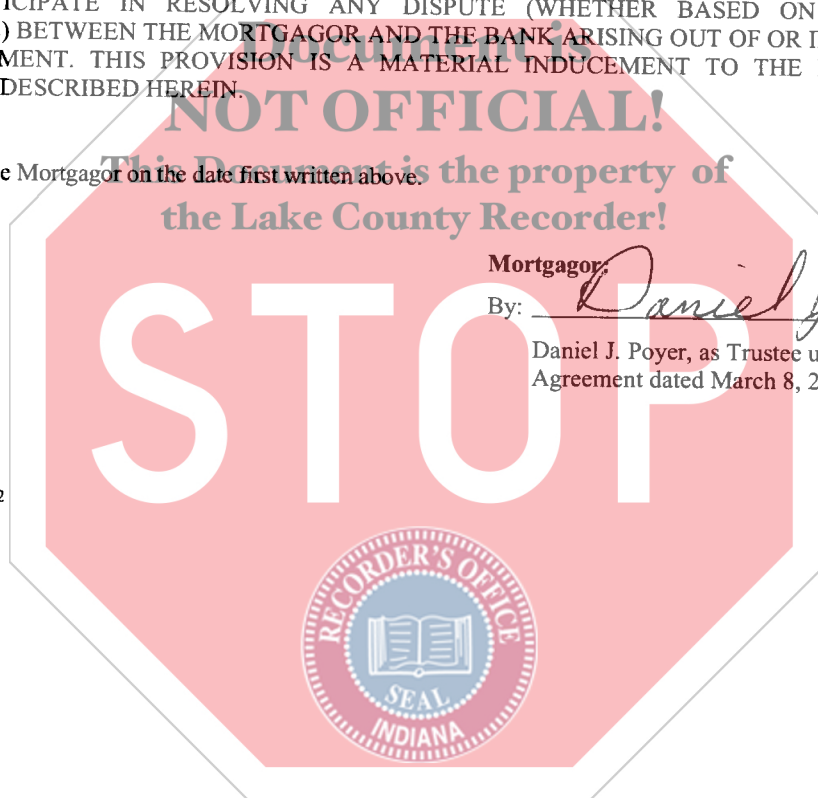 ICIPATE IN RESOLVING ANY DISPUTE (WHETHER BASED ON
) BETWEEN THE MORTGAGOR AND THE BANK ARISING OUT OF OR I
MENT. THIS PROVISION IS A MATERIAL INDUCEMENT TO THE
DESCRIBED HEREIN.
Document is
NOT OFFICIAL!
This Document is the property of
the Lake County Recorder!
e Mortgagor on the date first written above.
Mortgagor:
By: Daniel
Daniel J. Poyer, as Trustee u
Agreement dated March 8, 2
STOP
2
RECORDER'S OFFICE
SEAL
INDIANA